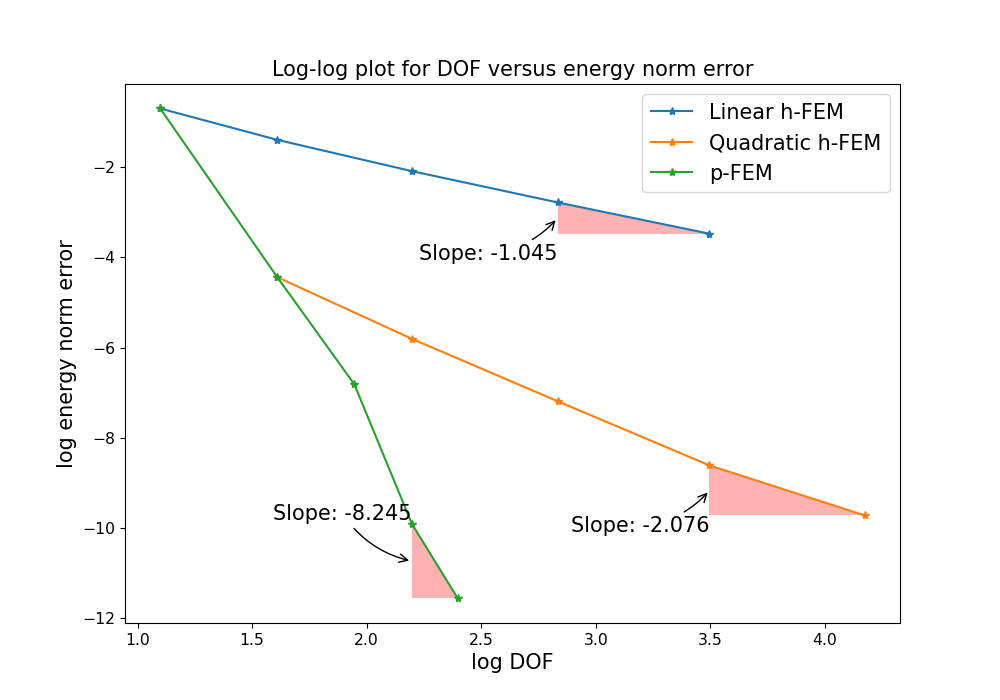 Log-log plot for DOF versus energy norm error
Linear h-FEM
Quadratic h-FEM
p-FEM
log energy norm error
−2
−4
−6
−8
−10
−12
Slope: -1.045
Slope: -8.245
Slope: -2.076
1.0 1.5 2.0 2.5 3.0 3.5 4.0
log DOF